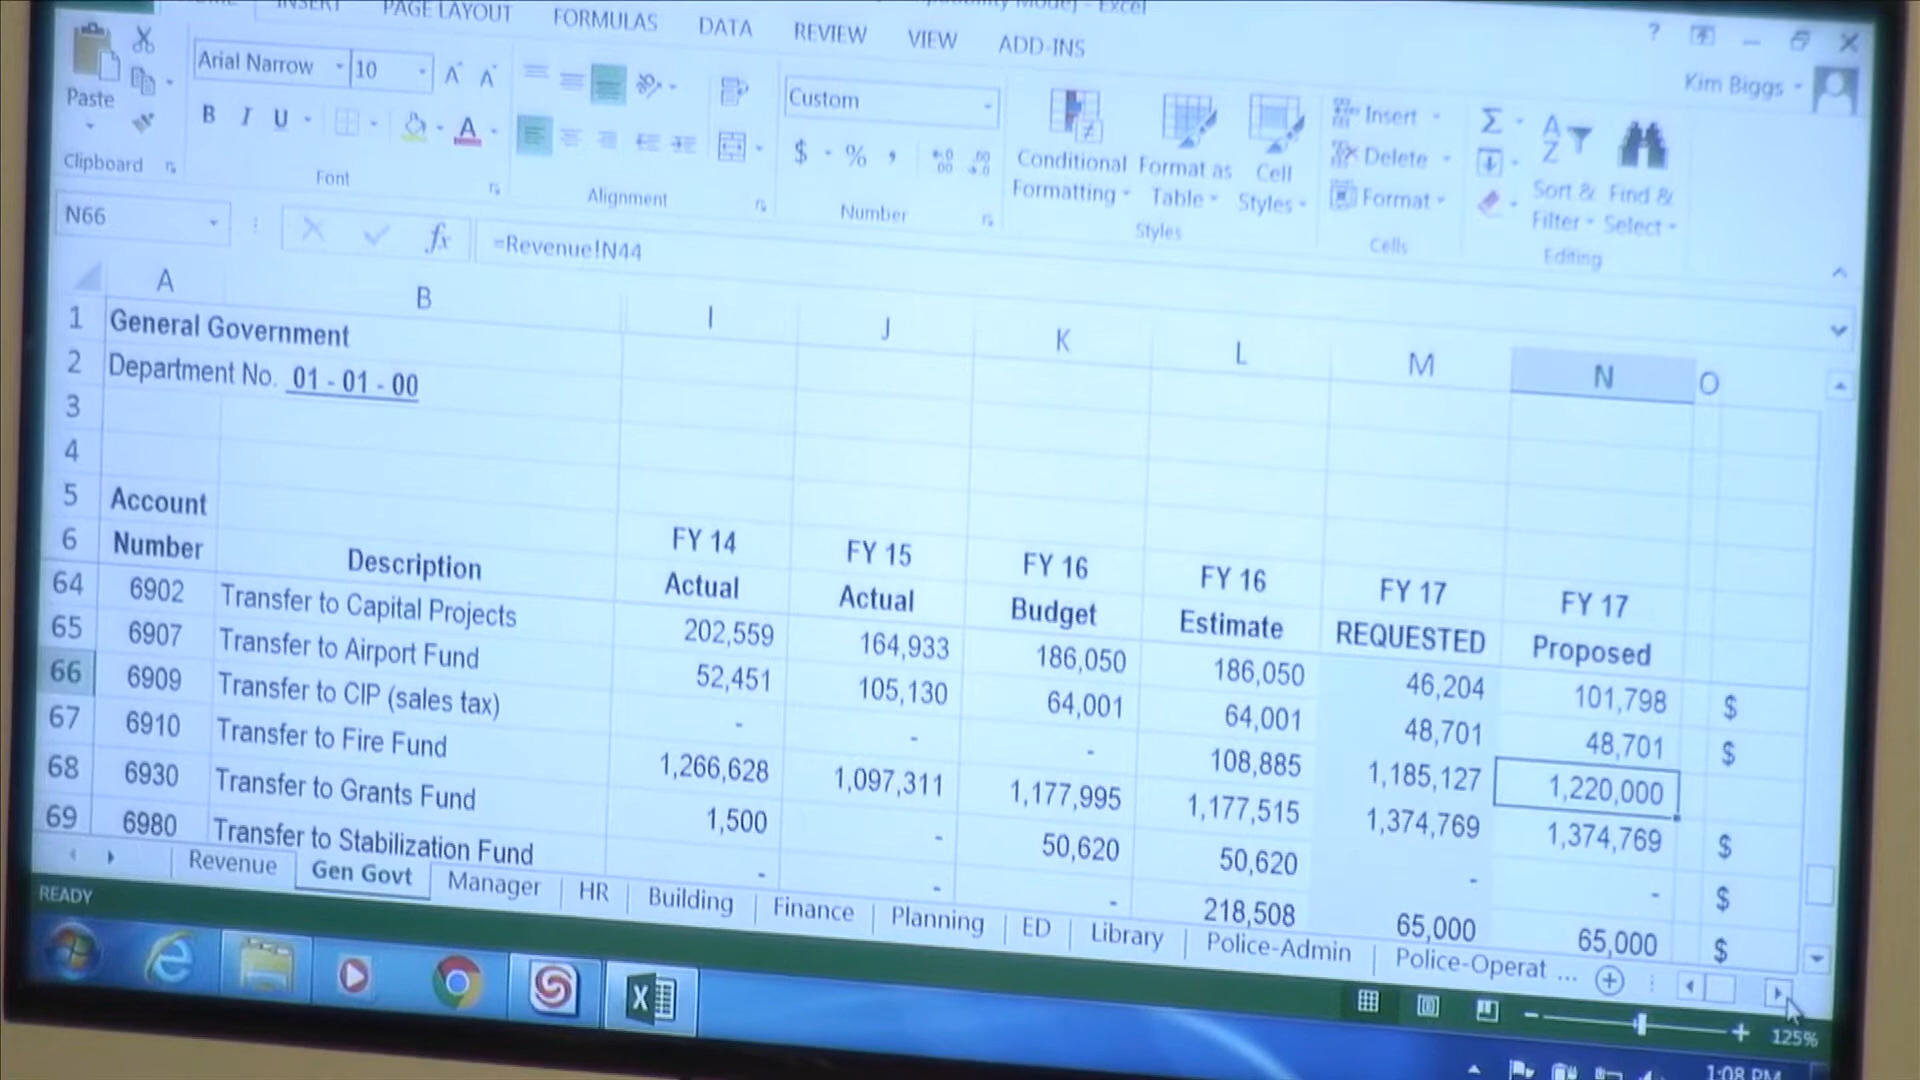 INSERT PAGE LAYOUT FORMULAS DATA REVIEW VIEW ADD-INS
Excel
?
Kim Biggs
Paste
Clipboard
Arial Narrow 10
B I U
Font
Alignment
Custom
$ % ,
Number
Conditional Formatting
Format as Table
Cell Styles
Styles
Insert
Delete
Format
Cells
Sort & Filter
Find & Select
Editing
N66 fx =Revenue!N44
A B I J K L M N O
1 General Government
2 Department No. 01 - 01 - 00
3
4
5 Account FY 14 FY 15 FY 16 FY 16 FY 17 FY 17
6 Number Description Actual Actual Budget Estimate REQUESTED Proposed
64 6902 Transfer to Capital Projects 202,559 164,933 186,050 186,050 46,204 101,798 $
65 6907 Transfer to Airport Fund 52,451 105,130 64,001 64,001 48,701 48,701 $
66 6909 Transfer to CIP (sales tax) - - - 108,885 1,185,127 1,220,000
67 6910 Transfer to Fire Fund 1,266,628 1,097,311 1,177,995 1,177,515 1,374,769 1,374,769 $
68 6930 Transfer to Grants Fund 1,500 - 50,620 50,620 - - $
69 6980 Transfer to Stabilization Fund - - - 218,508 65,000 65,000 $
Revenue Gen Govt Manager HR Building Finance Planning ED Library Police-Admin Police-Operat ...
READY
125%
1:08 PM